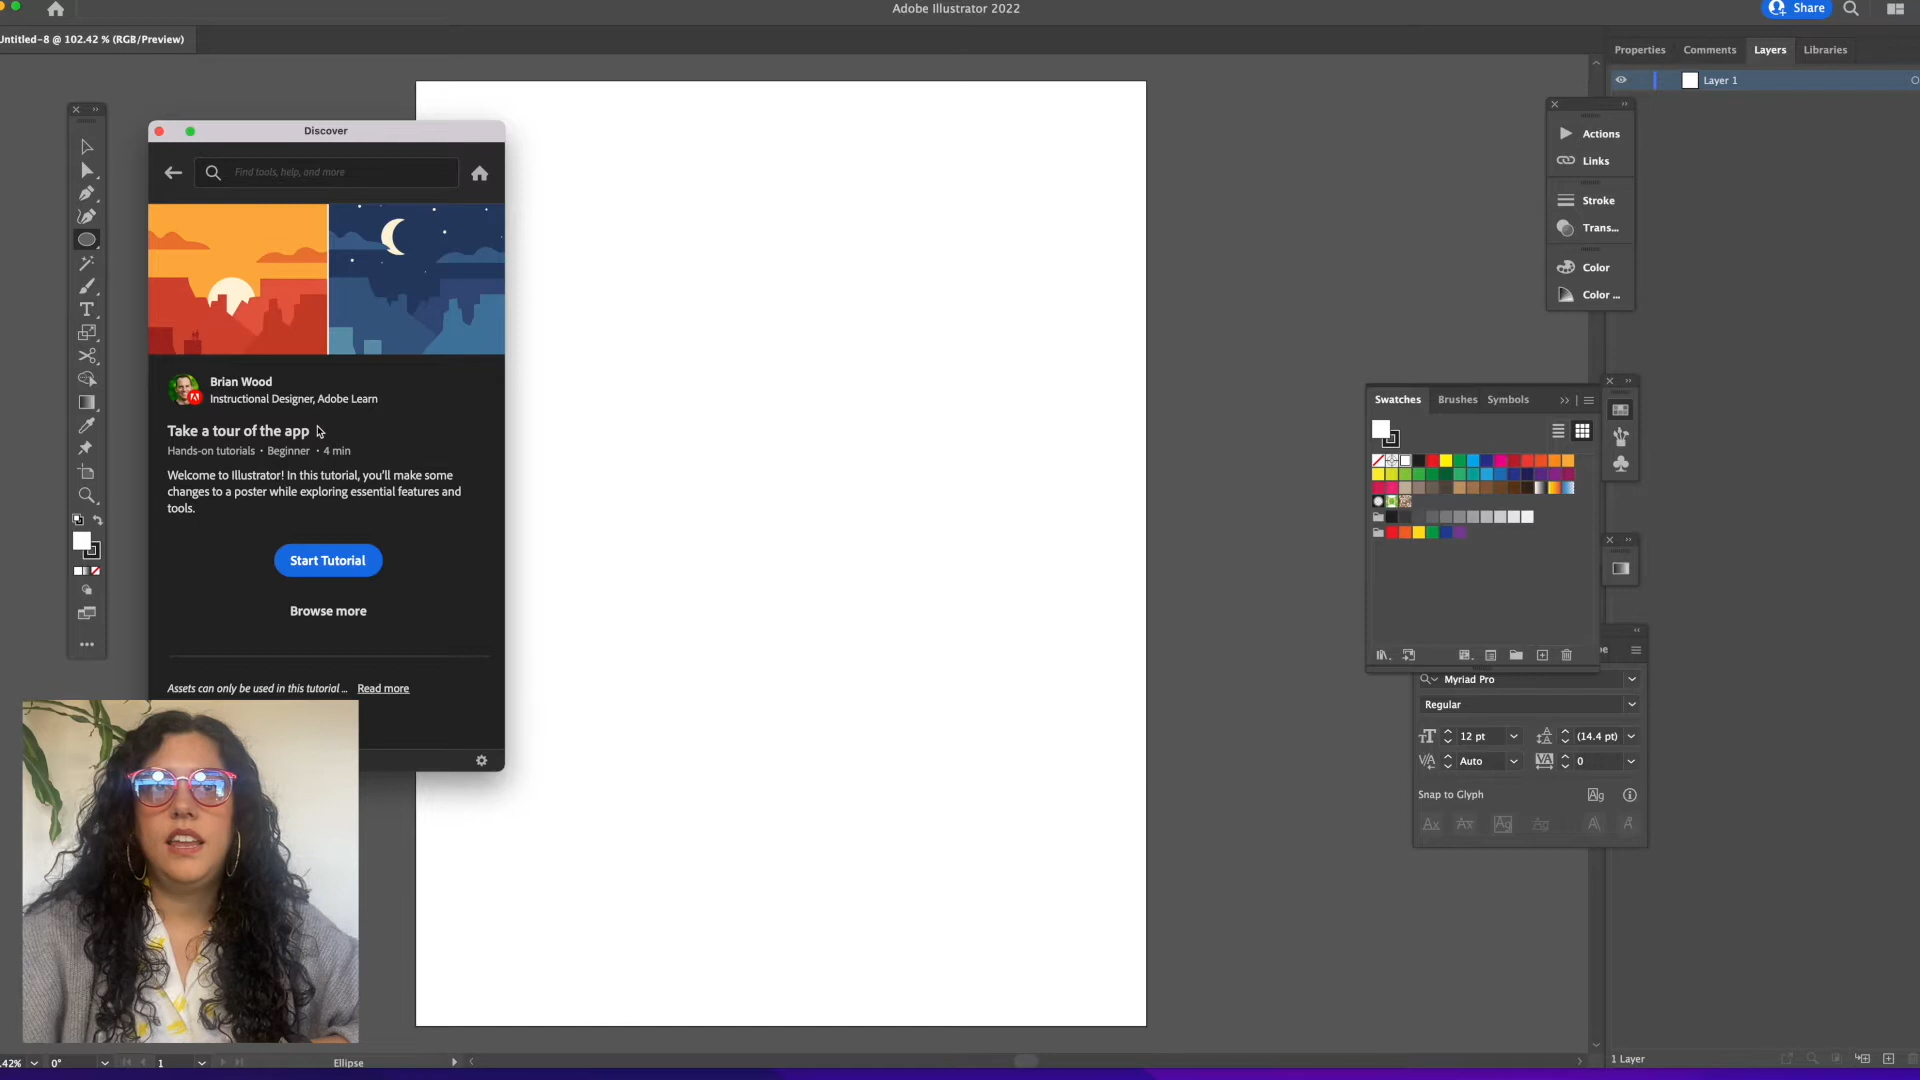 Adobe Illustrator 2022
Share
Untitled-8 @ 102.42 % (RGB/Preview)
Properties
Comments
Layers
Libraries
Layer 1
Discover
Find tools, help, and more
Brian Wood
Instructional Designer, Adobe Learn
Take a tour of the app
Hands-on tutorials • Beginner • 4 min
Welcome to Illustrator! In this tutorial, you'll make some
changes to a poster while exploring essential features and
tools.
Start Tutorial
Browse more
Assets can only be used in this tutorial ... Read more
Actions
Links
Stroke
Trans...
Color
Color ...
Swatches
Brushes
Symbols
Myriad Pro
Regular
12 pt
(14.4 pt)
Auto
0
Snap to Glyph
.42%
0°
1
Ellipse
1 Layer